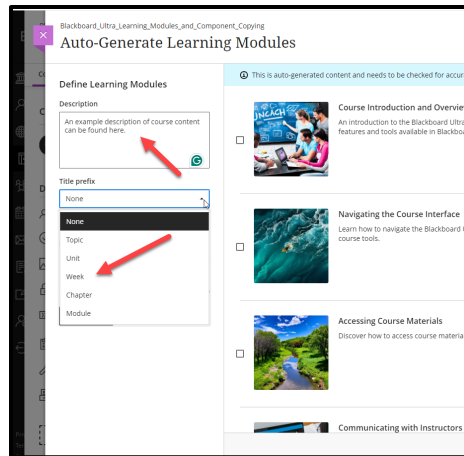 Blackboard_Ultra_Learning_Modules_and_Component_Copying
Auto-Generate Learning Modules
Define Learning Modules
Description
An example description of course content
can be found here.
Title prefix
None
None
Topic
Unit
Week
Chapter
Module
This is auto-generated content and needs to be checked for accur
Course Introduction and Overvie
An introduction to the Blackboard Ultra
features and tools available in Blackboa
Navigating the Course Interface
Learn how to navigate the Blackboard
course tools.
Accessing Course Materials
Discover how to access course materia
Communicating with Instructors